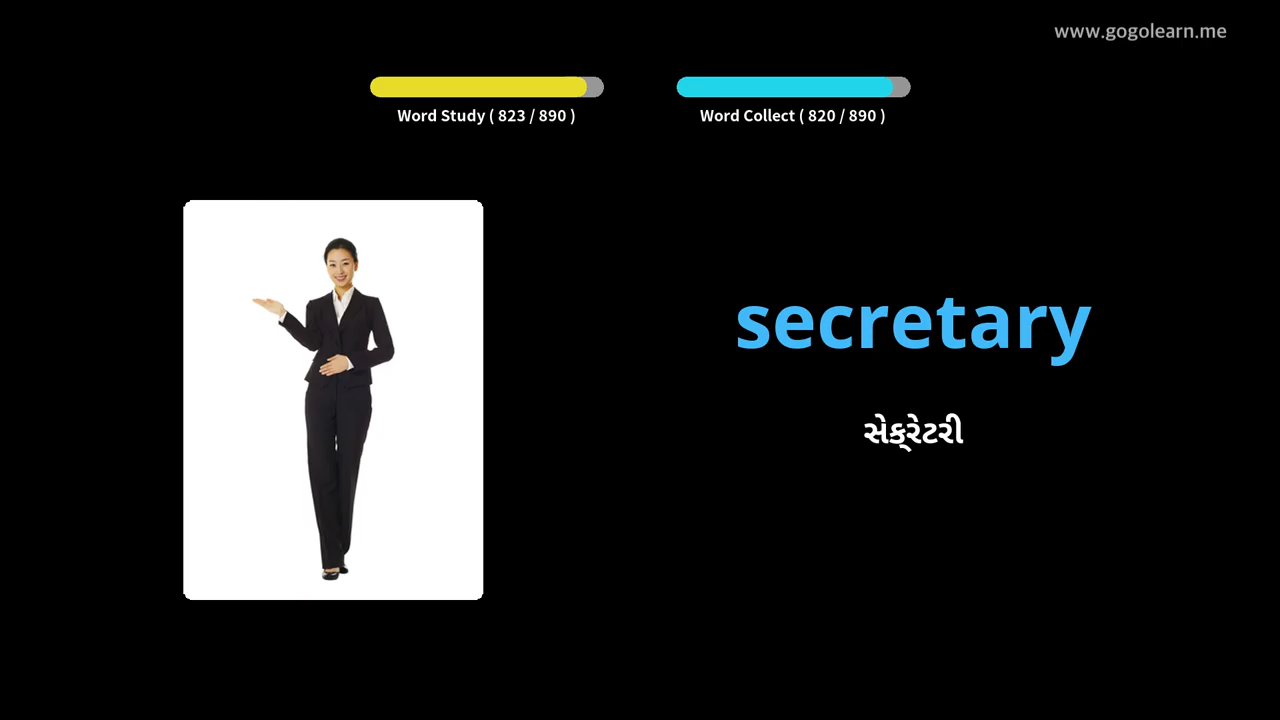 www.gogolearn.me
Word Study ( 823 / 890 )
Word Collect ( 820 / 890 )
secretary
સેક્રેટરી